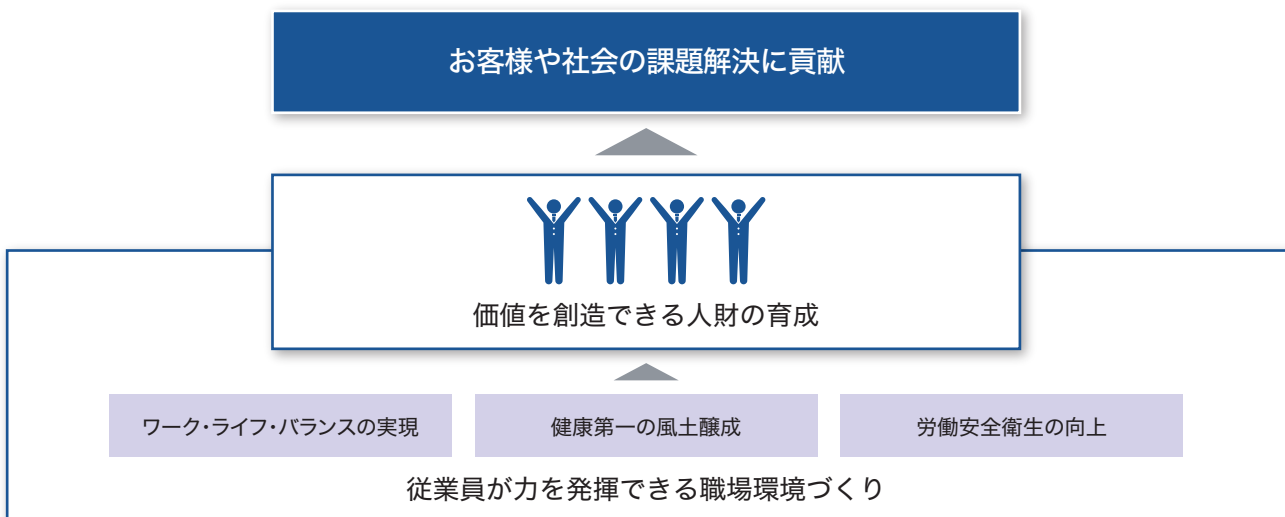 お客様や社会の課題解決に貢献
価値を創造できる人財の育成
ワーク・ライフ・バランスの実現
健康第一の風土醸成
労働安全衛生の向上
従業員が力を発揮できる職場環境づくり